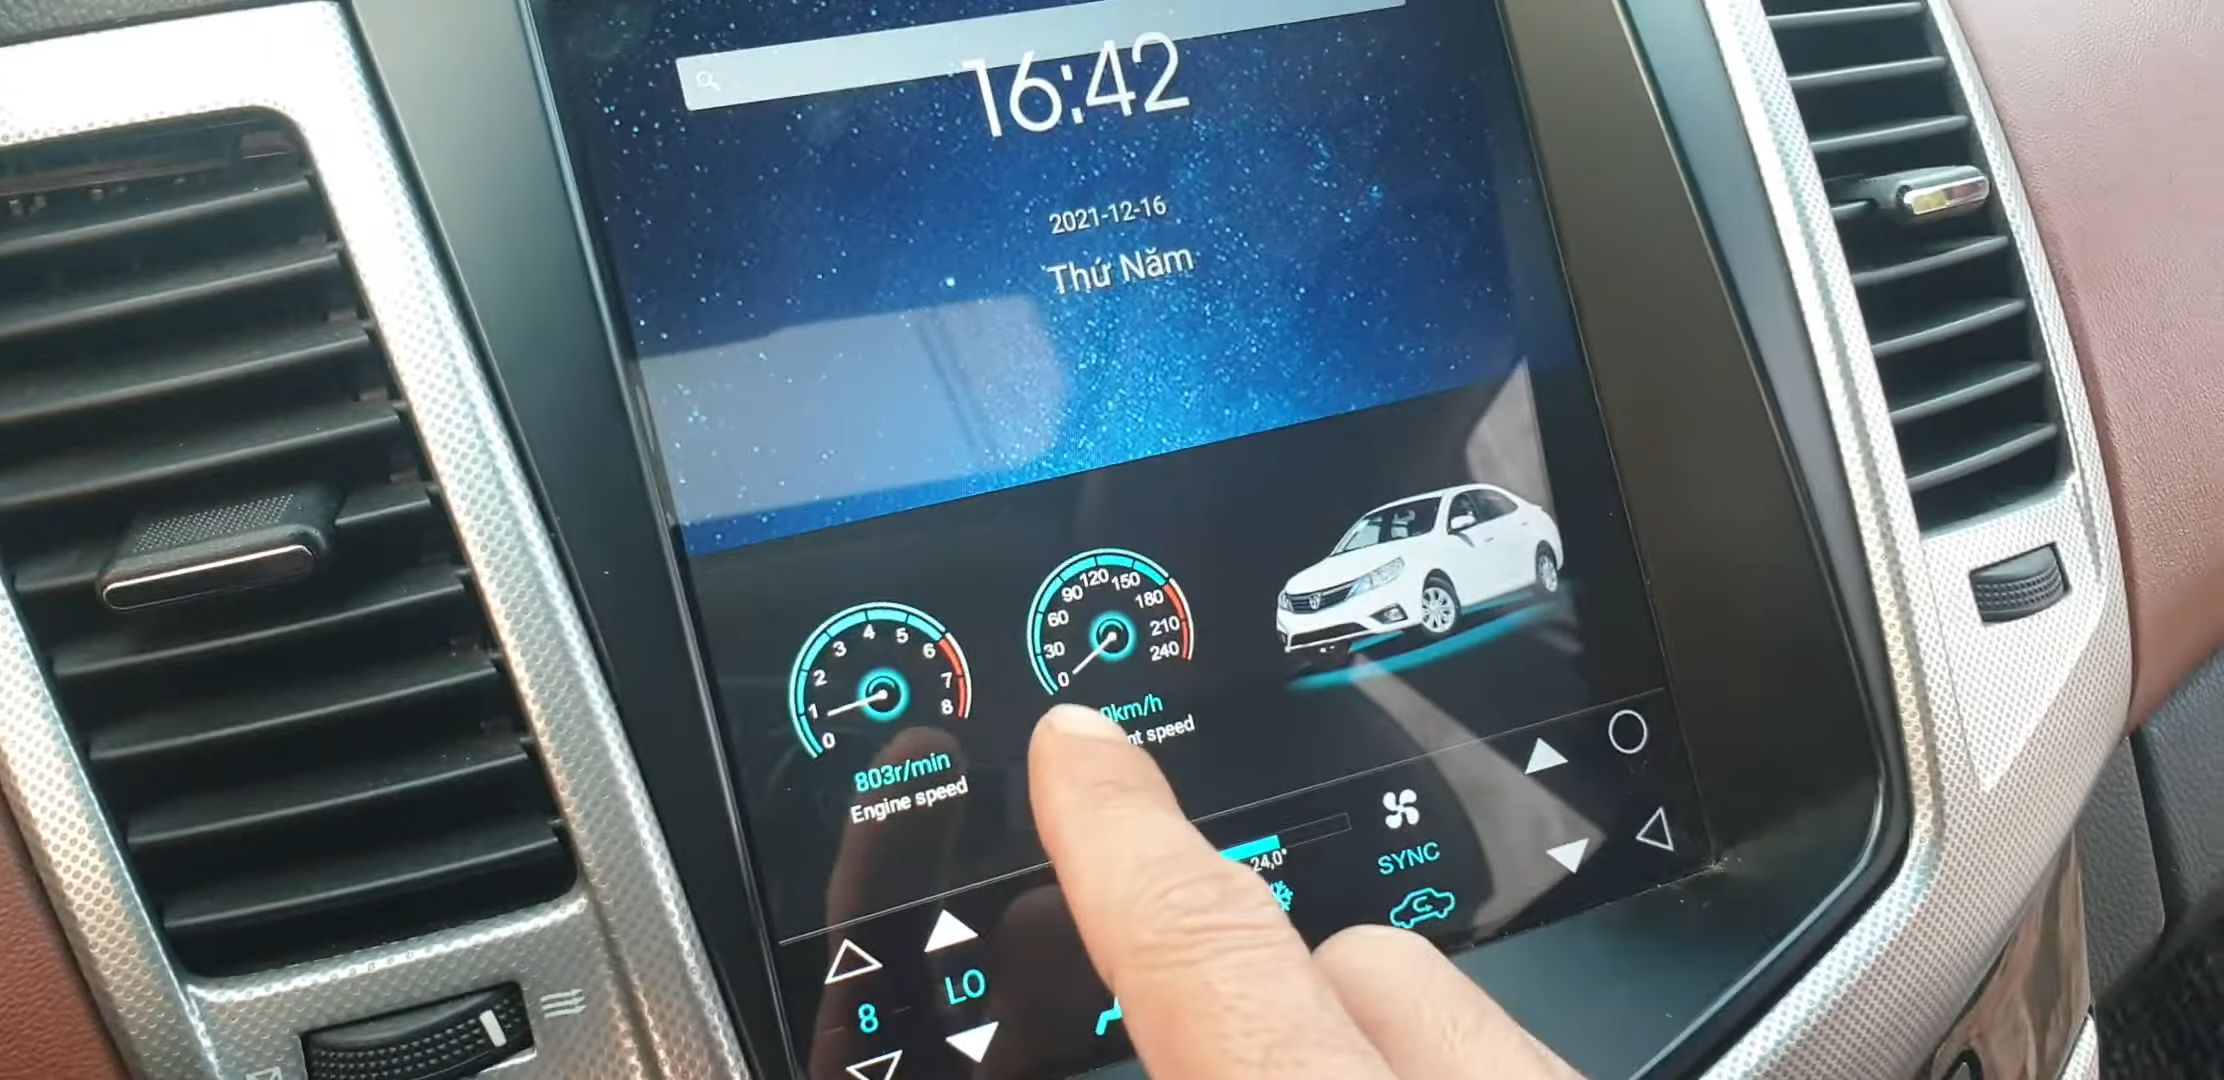 16:42
2021-12-16
Thứ Năm
0 1 2 3 4 5 6 7 8
803r/min
Engine speed
0 30 60 90 120 150 180 210 240
0km/h
speed
24,0°
SYNC
LO
8